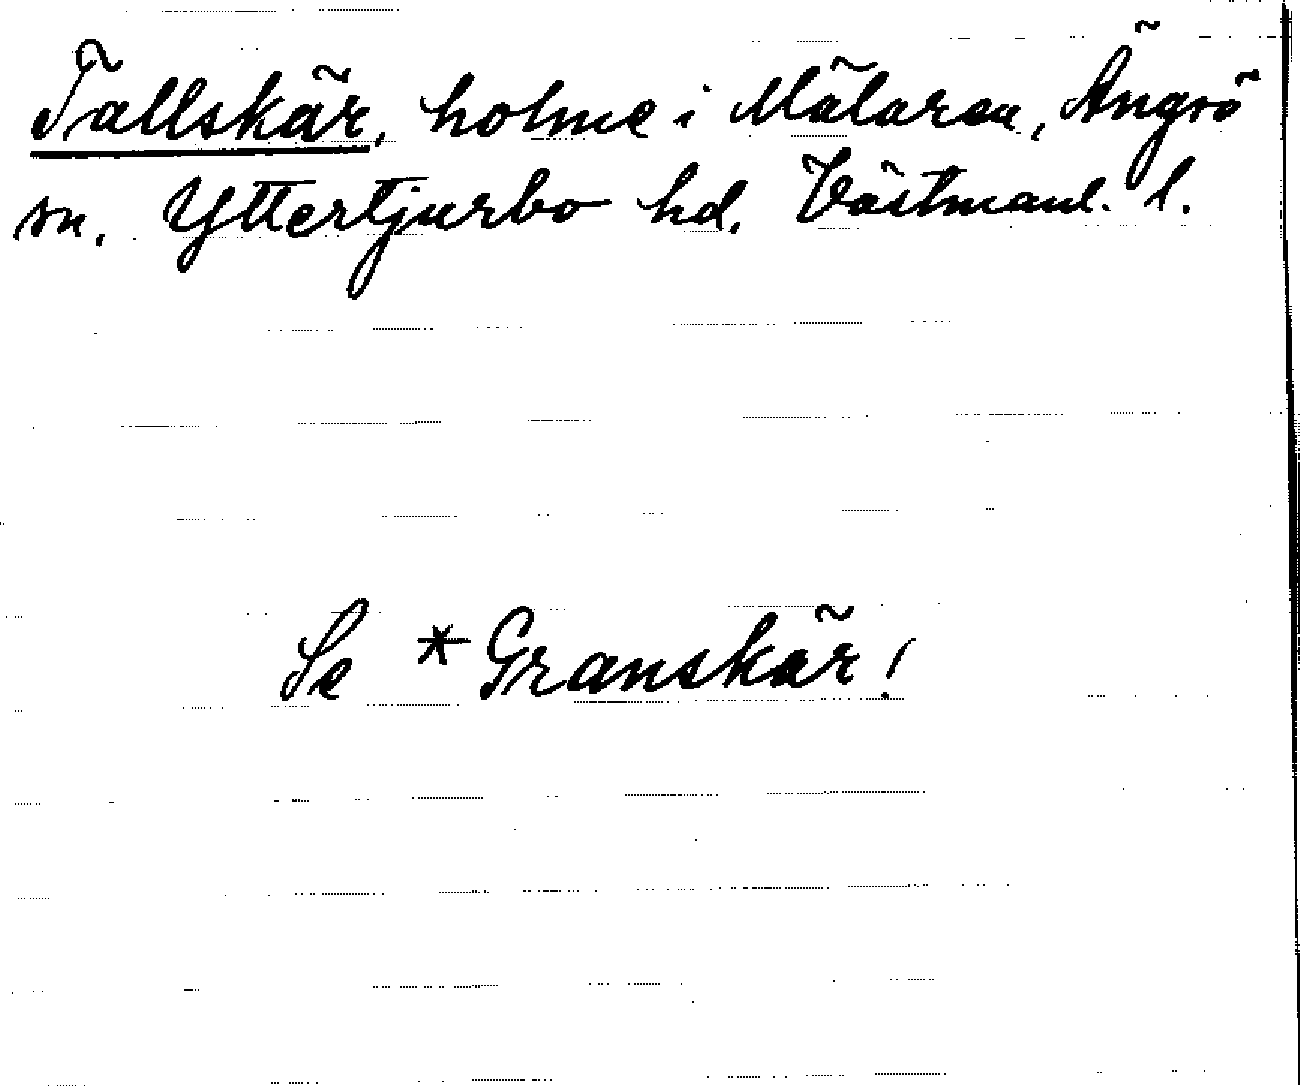 Tallskär, holme i Mälaren, Ängsö
sn. Yttertjurbo hd. Västmanl. l.
Se *Granskär!